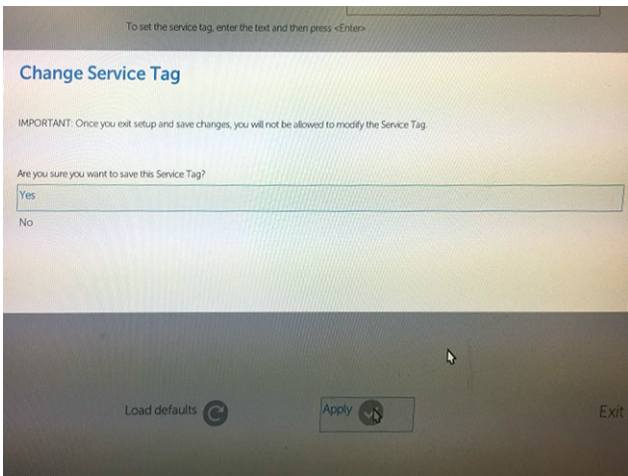 To set the service tag, enter the text and then press <Enter>
Change Service Tag
IMPORTANT: Once you exit setup and save changes, you will not be allowed to modify the Service Tag.
Are you sure you want to save this Service Tag?
Yes
No
Load defaults
Apply
Exit